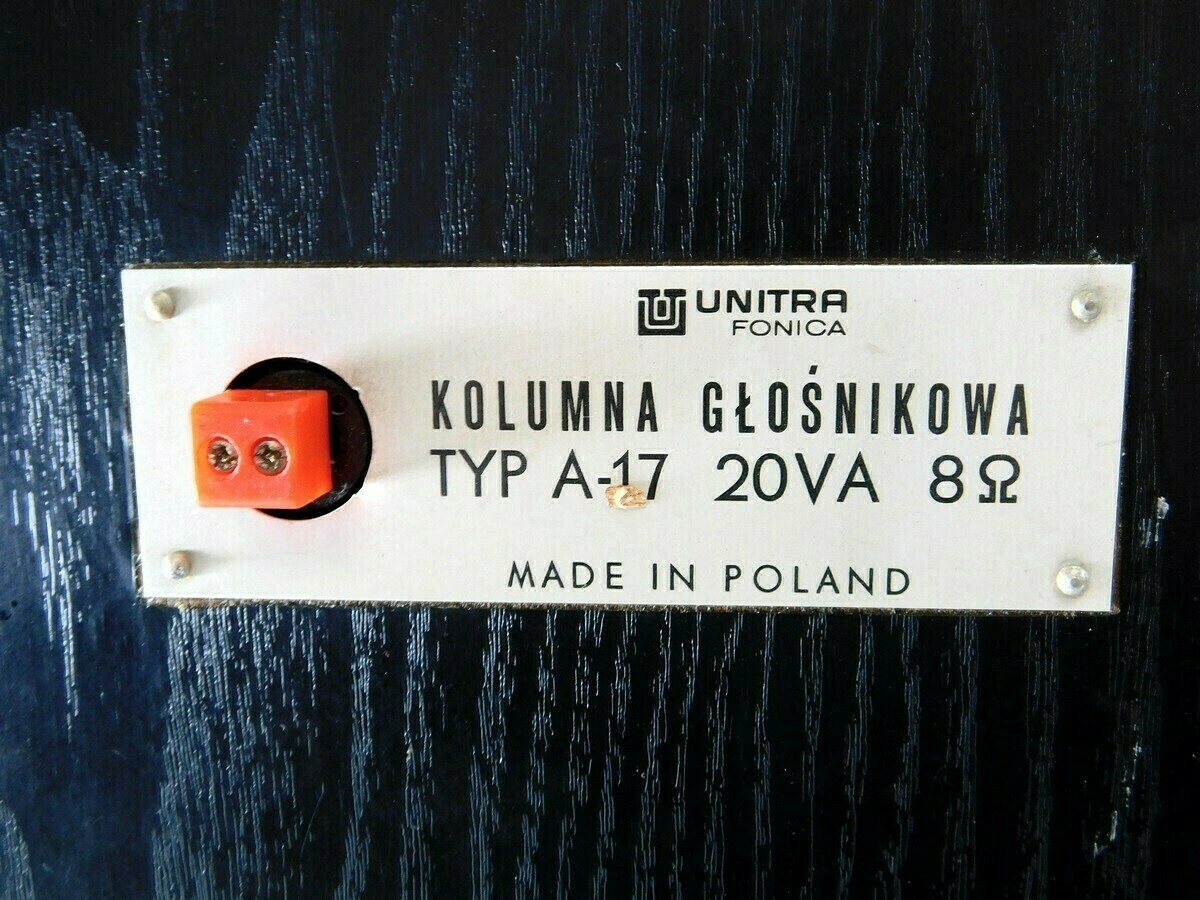 UNITRA
FONICA
KOLUMNA GŁOŚNIKOWA
TYP A-17 20VA 8Ω
MADE IN POLAND